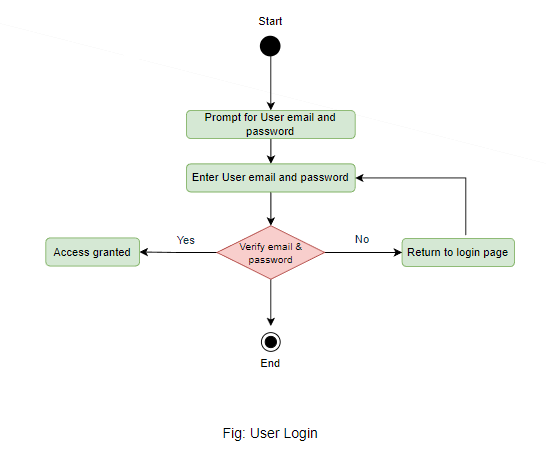 Start
Prompt for User email and
password
Enter User email and password
Yes
Verify email &
password
No
Access granted
Return to login page
End
Fig: User Login